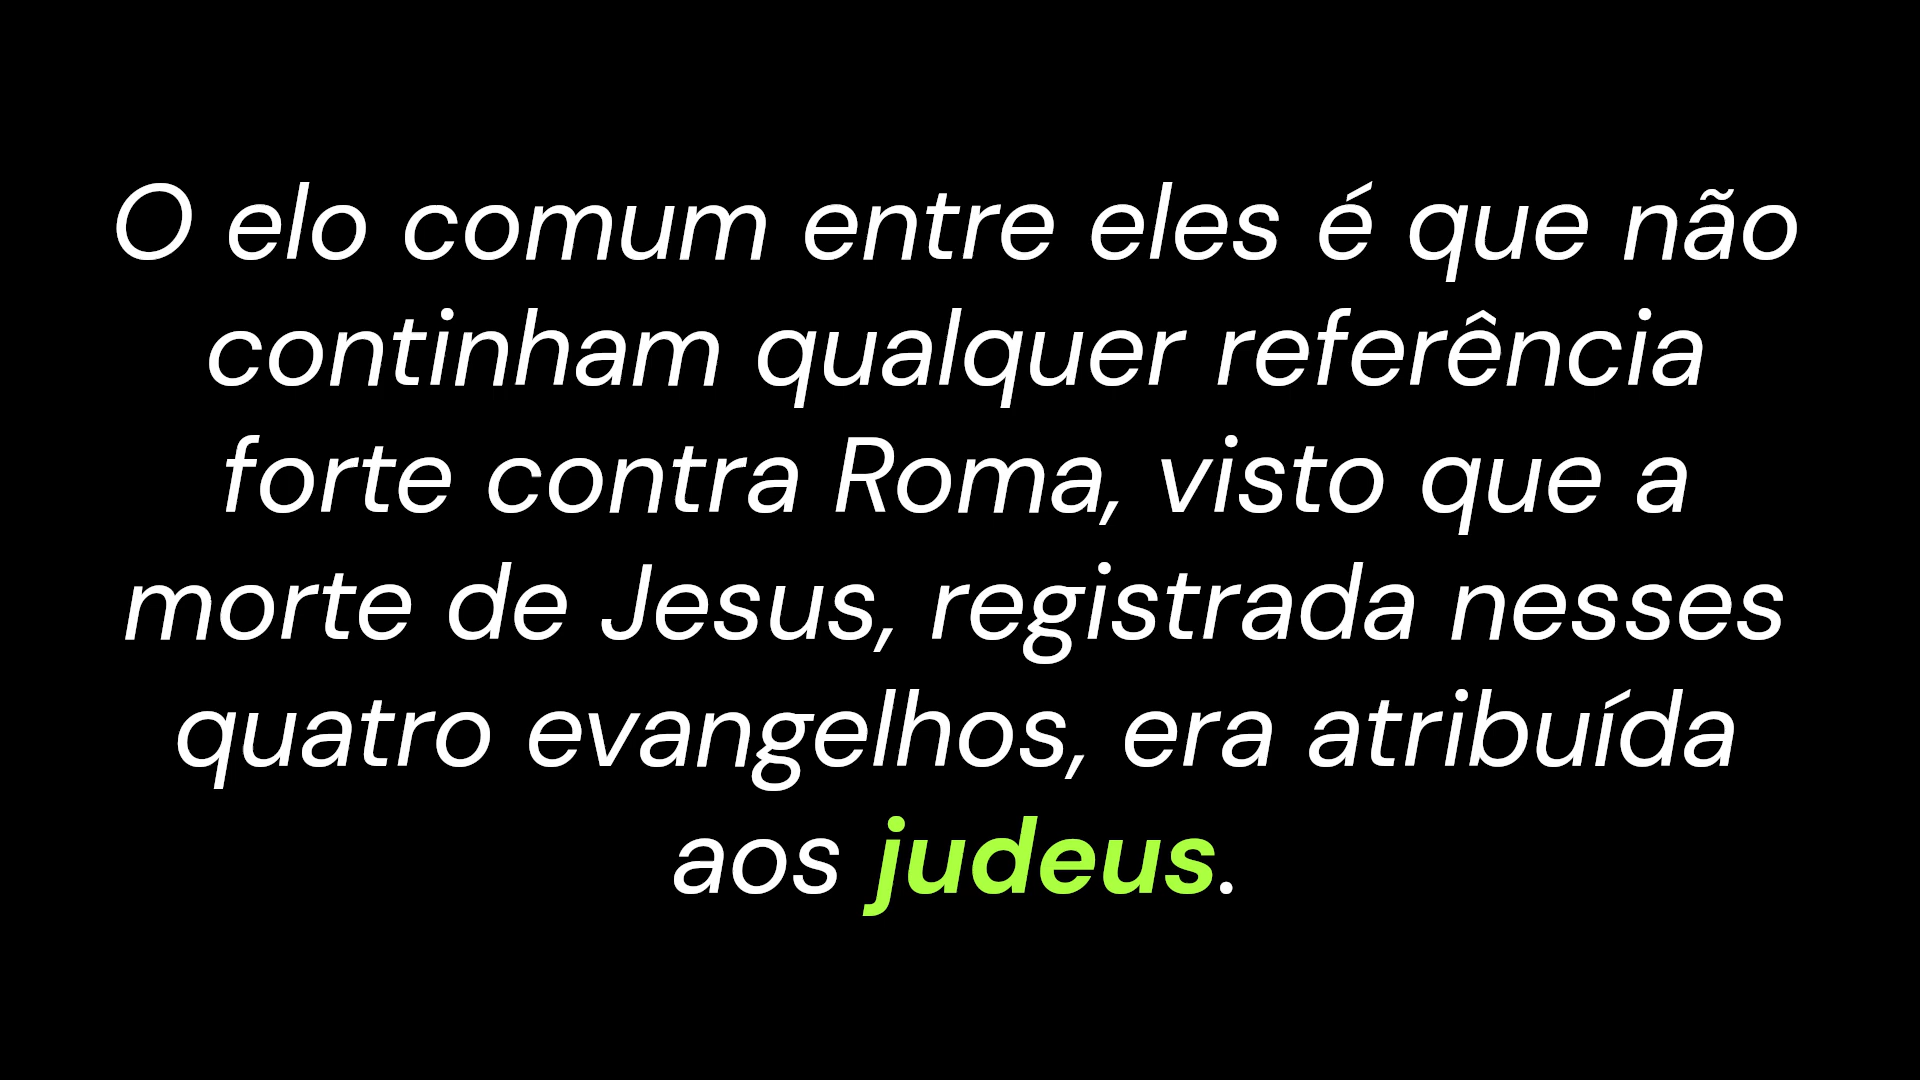 O elo comum entre eles é que não
continham qualquer referência
forte contra Roma, visto que a
morte de Jesus, registrada nesses
quatro evangelhos, era atribuída
aos judeus.